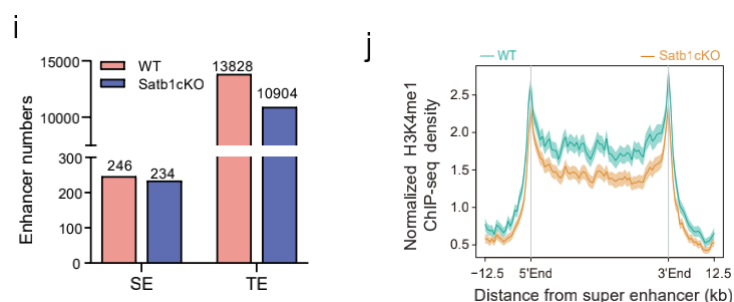 i
WT
Satb1cKO
Enhancer numbers
15000
10000
300
200
100
0
246
234
13828
10904
SE
TE
j
WT
Satb1cKO
Normalized H3K4me1
ChIP-seq density
2.5
2.0
1.5
1.0
0.5
−12.5
5'End
3'End
12.5
Distance from super enhancer (kb)